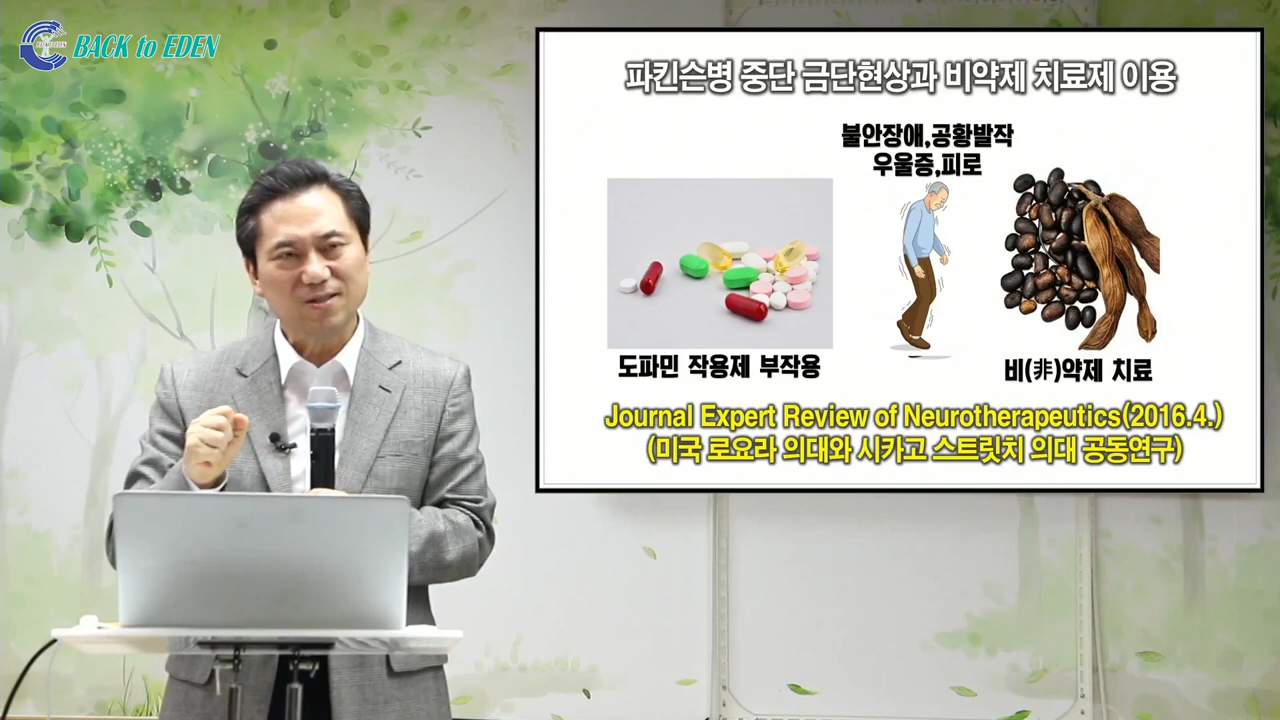 BACK to EDEN
파킨슨병 중단 금단현상과 비약제 치료제 이용
불안장애,공황발작
우울증,피로
도파민 작용제 부작용
비(非)약제 치료
Journal Expert Review of Neurotherapeutics(2016.4.)
(미국 로요라 의대와 시카고 스트릿치 의대 공동연구)